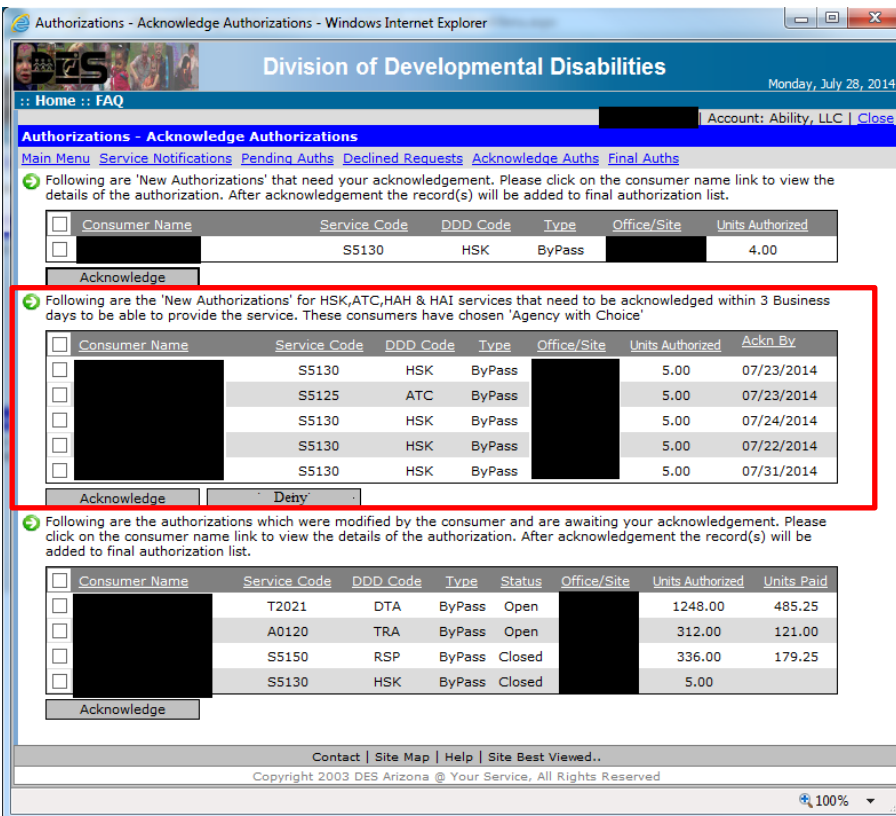 Authorizations - Acknowledge Authorizations - Windows Internet Explorer
DES
Division of Developmental Disabilities
Monday, July 28, 2014
:: Home :: FAQ
| Account: Ability, LLC | Close
Authorizations - Acknowledge Authorizations
Main Menu Service Notifications Pending Auths Declined Requests Acknowledge Auths Final Auths
Following are 'New Authorizations' that need your acknowledgement. Please click on the consumer name link to view the
details of the authorization. After acknowledgement the record(s) will be added to final authorization list.
Consumer Name Service Code DDD Code Type Office/Site Units Authorized
S5130 HSK ByPass 4.00
Acknowledge
Following are the 'New Authorizations' for HSK,ATC,HAH & HAI services that need to be acknowledged within 3 Business
days to be able to provide the service. These consumers have chosen 'Agency with Choice'
Consumer Name Service Code DDD Code Type Office/Site Units Authorized Ackn By
S5130 HSK ByPass 5.00 07/23/2014
S5125 ATC ByPass 5.00 07/23/2014
S5130 HSK ByPass 5.00 07/24/2014
S5130 HSK ByPass 5.00 07/22/2014
S5130 HSK ByPass 5.00 07/31/2014
Acknowledge Deny
Following are the authorizations which were modified by the consumer and are awaiting your acknowledgement. Please
click on the consumer name link to view the details of the authorization. After acknowledgement the record(s) will be
added to final authorization list.
Consumer Name Service Code DDD Code Type Status Office/Site Units Authorized Units Paid
T2021 DTA ByPass Open 1248.00 485.25
A0120 TRA ByPass Open 312.00 121.00
S5150 RSP ByPass Closed 336.00 179.25
S5130 HSK ByPass Closed 5.00
Acknowledge
Contact | Site Map | Help | Site Best Viewed..
Copyright 2003 DES Arizona @ Your Service, All Rights Reserved
100%